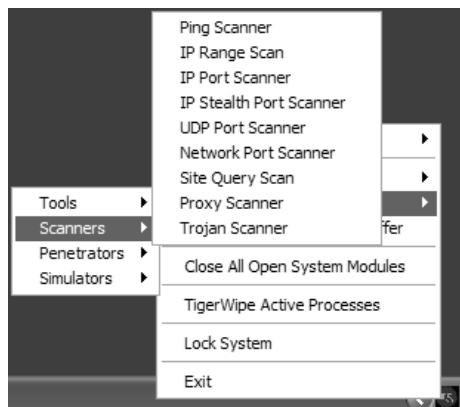 Ping Scanner
IP Range Scan
IP Port Scanner
IP Stealth Port Scanner
UDP Port Scanner
Network Port Scanner
Site Query Scan
Proxy Scanner
Trojan Scanner
Tools
Scanners
Penetrators
Simulators
Close All Open System Modules
TigerWipe Active Processes
Lock System
Exit